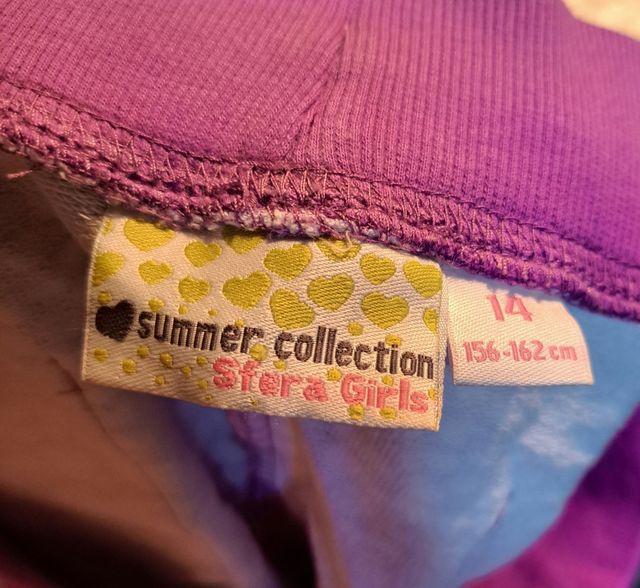 summer collection
Sfera Girls
14
156-162 cm